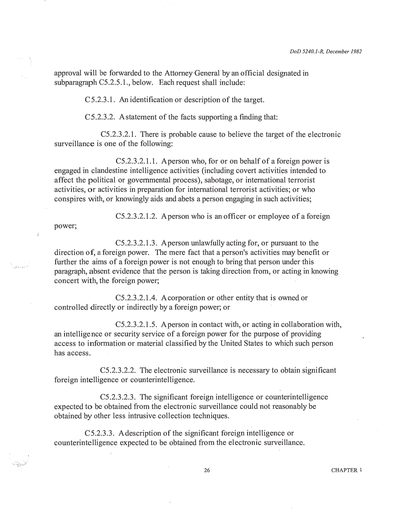 DoD 5240.1-R, December 1982
approval will be forwarded to the Attorney General by an official designated in
subparagraph C5.2.5.1., below. Each request shall include:
C5.2.3.1. An identification or description of the target.
C5.2.3.2. A statement of the facts supporting a finding that:
C5.2.3.2.1. There is probable cause to believe the target of the electronic
surveillance is one of the following:
C5.2.3.2.1.1. A person who, for or on behalf of a foreign power is
engaged in clandestine intelligence activities (including covert activities intended to
affect the political or governmental process), sabotage, or international terrorist
activities, or activities in preparation for international terrorist activities; or who
conspires with, or knowingly aids and abets a person engaging in such activities;
C5.2.3.2.1.2. A person who is an officer or employee of a foreign
power;
C5.2.3.2.1.3. A person unlawfully acting for, or pursuant to the
direction of, a foreign power. The mere fact that a person's activities may benefit or
further the aims of a foreign power is not enough to bring that person under this
paragraph, absent evidence that the person is taking direction from, or acting in knowing
concert with, the foreign power;
C5.2.3.2.1.4. A corporation or other entity that is owned or
controlled directly or indirectly by a foreign power; or
C5.2.3.2.1.5. A person in contact with, or acting in collaboration with,
an intelligence or security service of a foreign power for the purpose of providing
access to information or material classified by the United States to which such person
has access.
C5.2.3.2.2. The electronic surveillance is necessary to obtain significant
foreign intelligence or counterintelligence.
C5.2.3.2.3. The significant foreign intelligence or counterintelligence
expected to be obtained from the electronic surveillance could not reasonably be
obtained by other less intrusive collection techniques.
C5.2.3.3. A description of the significant foreign intelligence or
counterintelligence expected to be obtained from the electronic surveillance.
26
CHAPTER 5